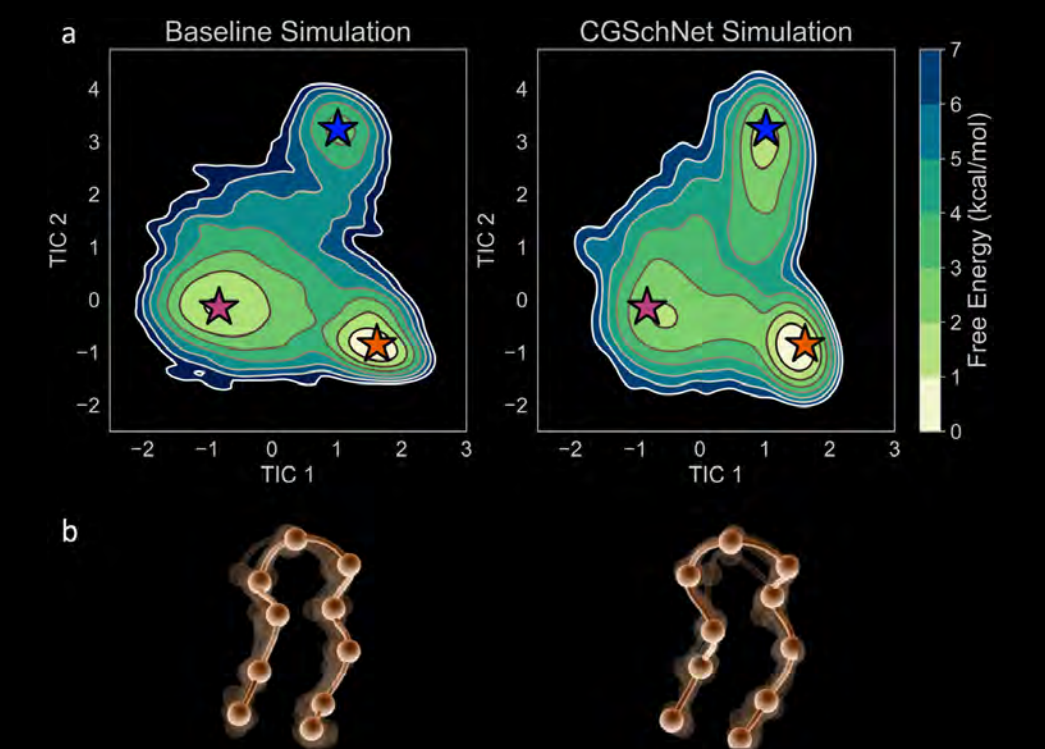 a
Baseline Simulation
CGSchNet Simulation
TIC 2
4
3
2
1
0
−1
−2
−2 −1 0 1 2 3
TIC 1
TIC 2
4
3
2
1
0
−1
−2
−2 −1 0 1 2 3
TIC 1
7
6
5
4
3
2
1
0
Free Energy (kcal/mol)
b